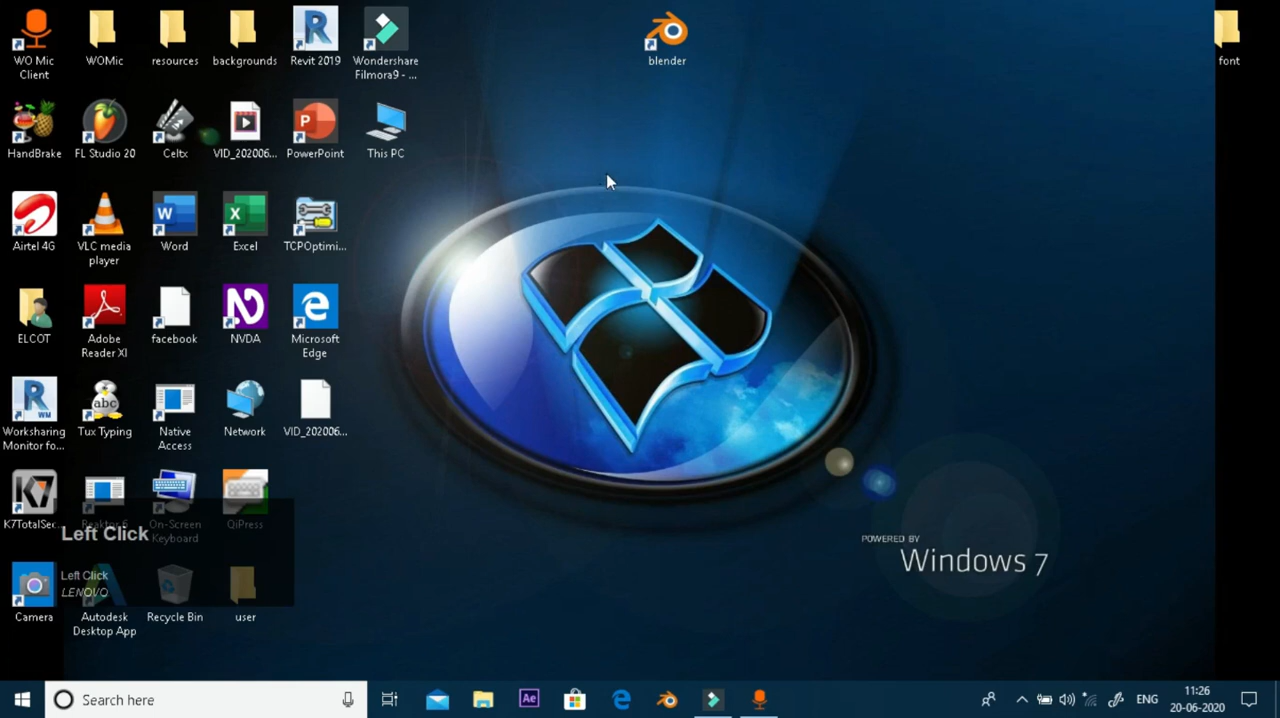 WO Mic
Client
WOMic
resources
backgrounds
Revit 2019
Wondershare
Filmora9 - ...
blender
font
HandBrake
FL Studio 20
Celtx
VID_202006...
PowerPoint
This PC
Airtel 4G
VLC media
player
Word
Excel
TCPOptimi...
ELCOT
Adobe
Reader XI
facebook
NVDA
Microsoft
Edge
Worksharing
Monitor fo...
Tux Typing
Native
Access
Network
VID_202006...
K7TotalSec...
Reaktor 6
On-Screen
Keyboard
QiPress
Left Click
Left Click
LENOVO
Camera
Autodesk
Desktop App
Recycle Bin
user
POWERED BY
Windows 7
Search here
Ae
ENG
11:26
20-06-2020